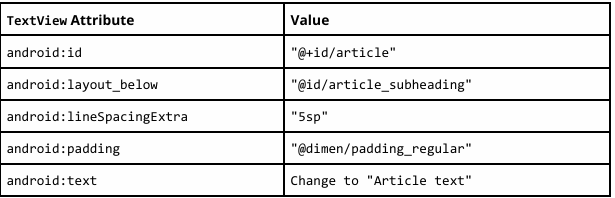 TextView Attribute Value
android:id "@+id/article"
android:layout_below "@id/article_subheading"
android:lineSpacingExtra "5sp"
android:padding "@dimen/padding_regular"
android:text Change to "Article text"